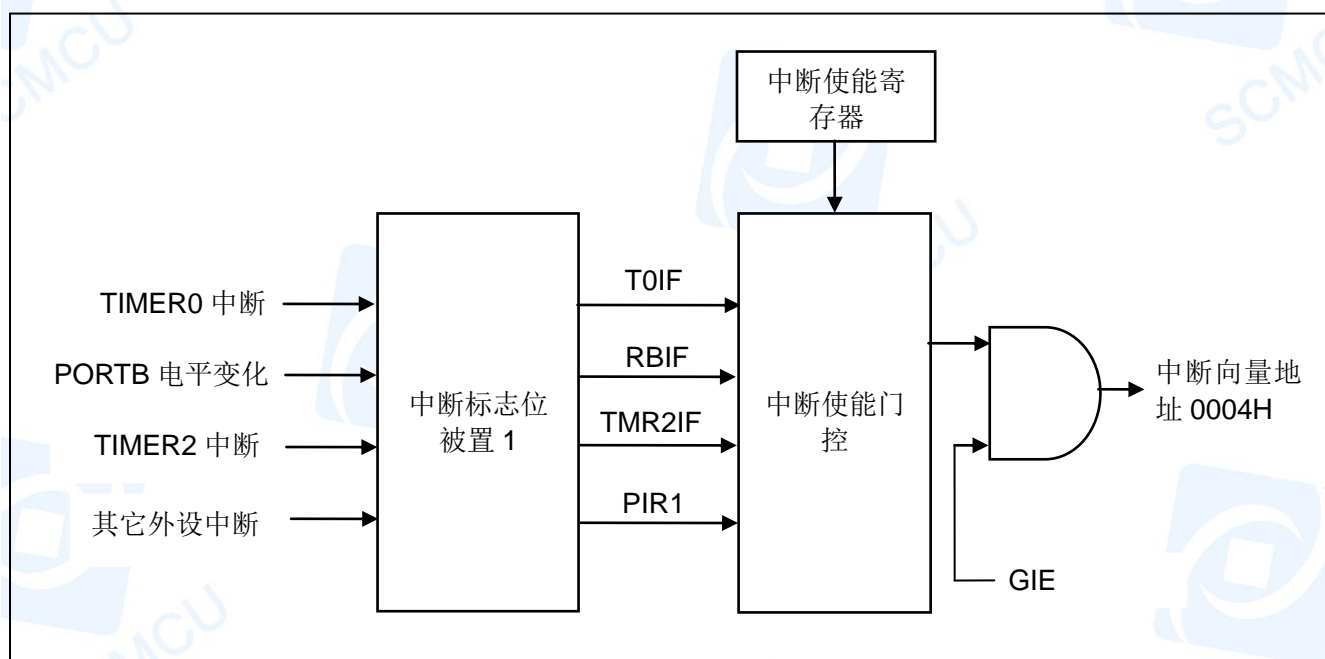 中断使能寄
存器
TIMER0 中断
PORTB 电平变化
TIMER2 中断
其它外设中断
中断标志位
被置 1
T0IF
RBIF
TMR2IF
PIR1
中断使能门
控
GIE
中断向量地
址 0004H
SCMCU
SCMCU